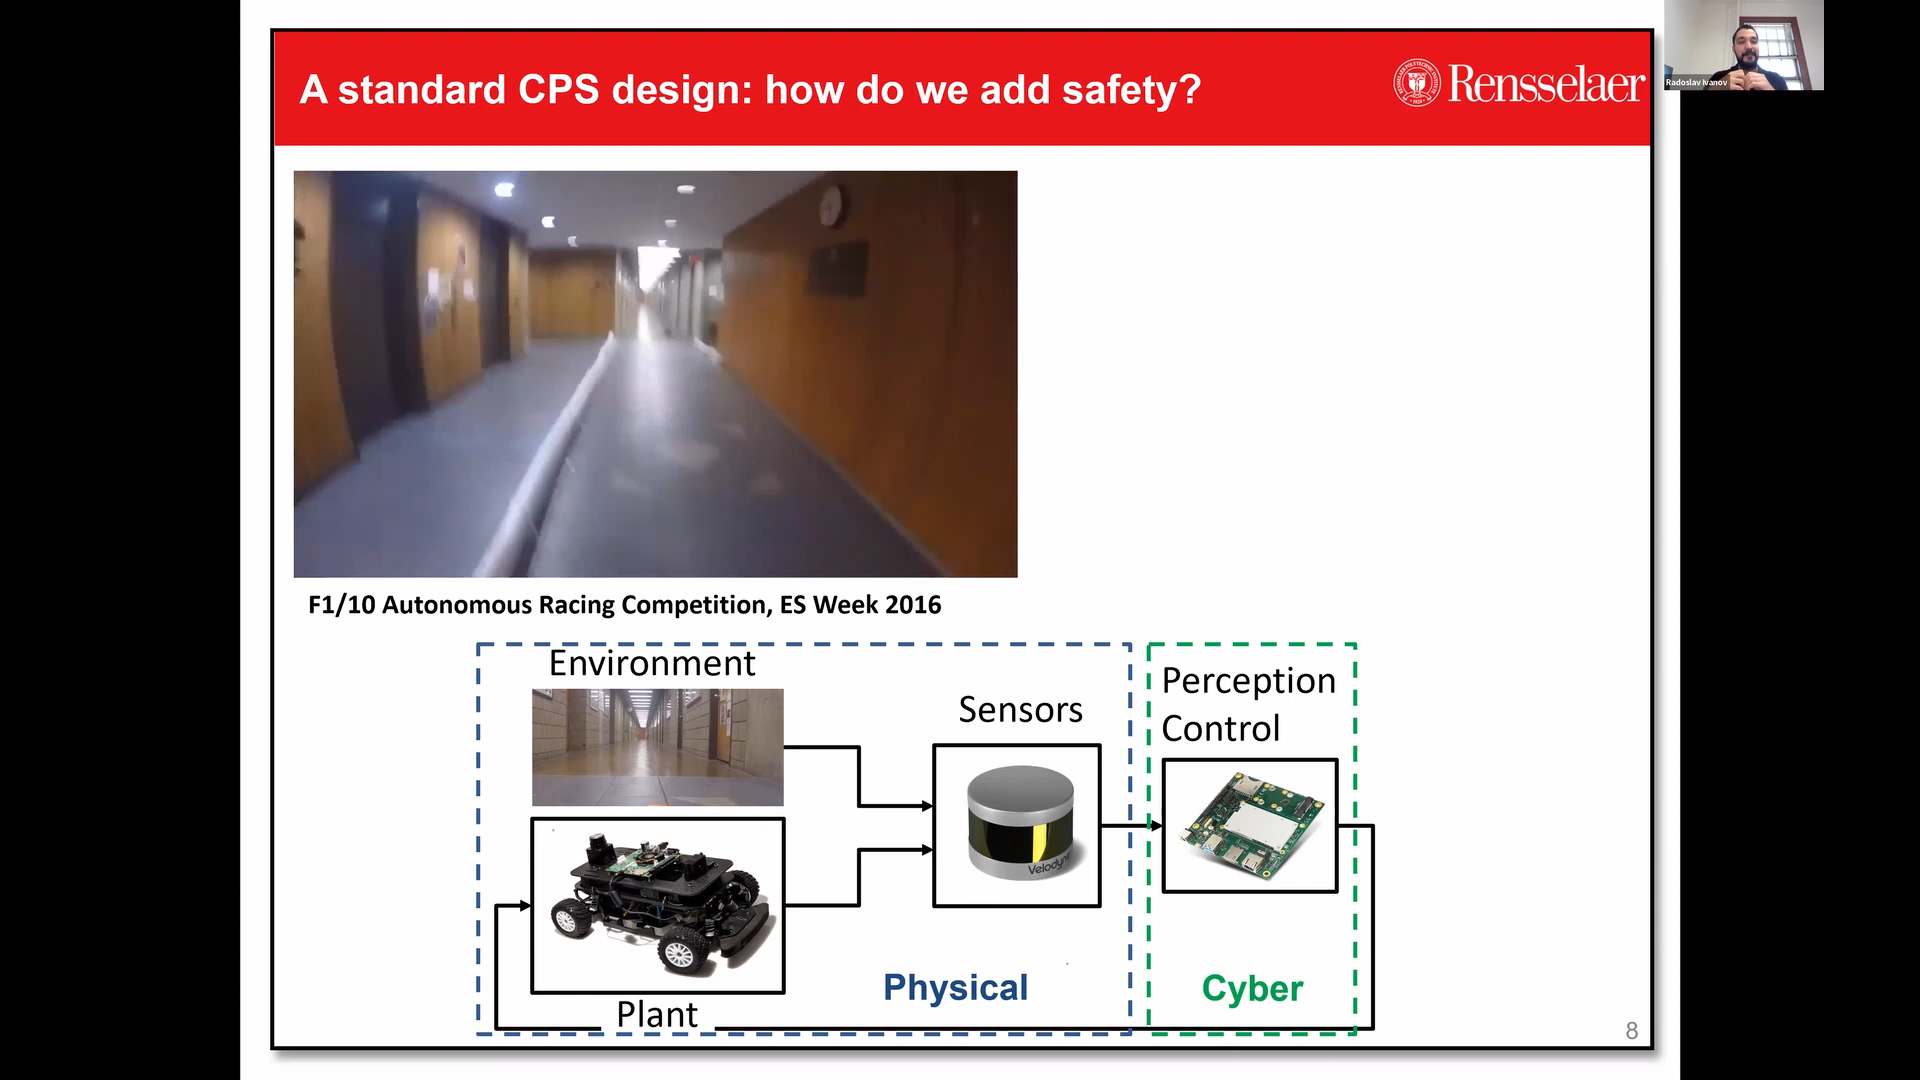 A standard CPS design: how do we add safety?
Rensselaer
Radoslav Ivanov
F1/10 Autonomous Racing Competition, ES Week 2016
Environment
Sensors
Perception
Control
Velodyne
Physical
Cyber
Plant
8